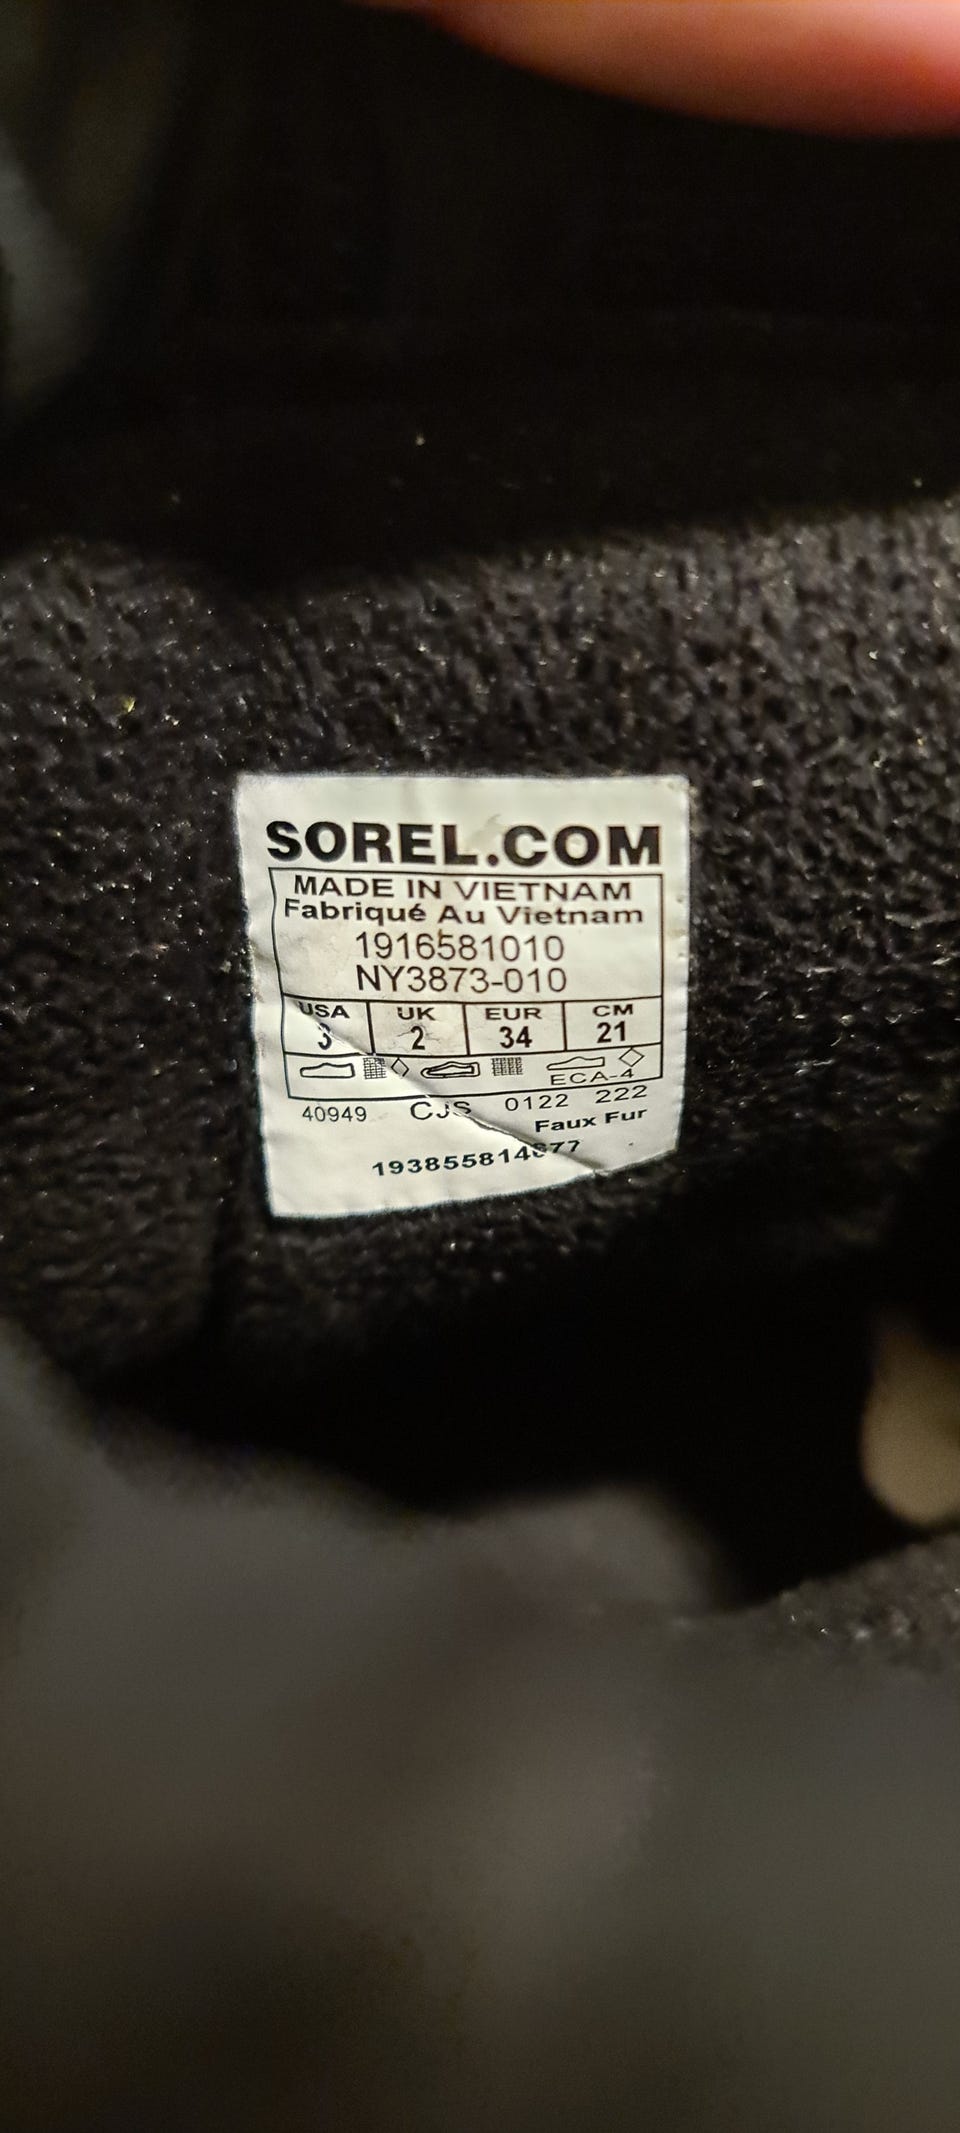 SOREL.COM
MADE IN VIETNAM
Fabriqué Au Vietnam
1916581010
NY3873-010
USA UK EUR CM
3 2 34 21
ECA-4
40949 CJS 0122 222
Faux Fur